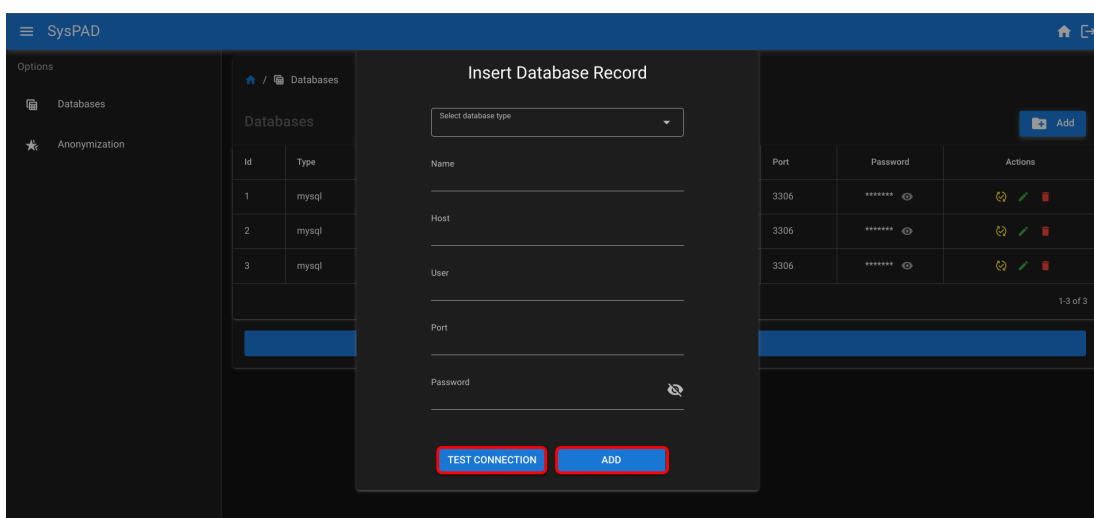 SysPAD
Options
Databases
Anonymization
/ Databases
Databases
Add
Id Type Port Password Actions
1 mysql 3306 *******
2 mysql 3306 *******
3 mysql 3306 *******
1-3 of 3
Insert Database Record
Select database type
Name
Host
User
Port
Password
TEST CONNECTION ADD